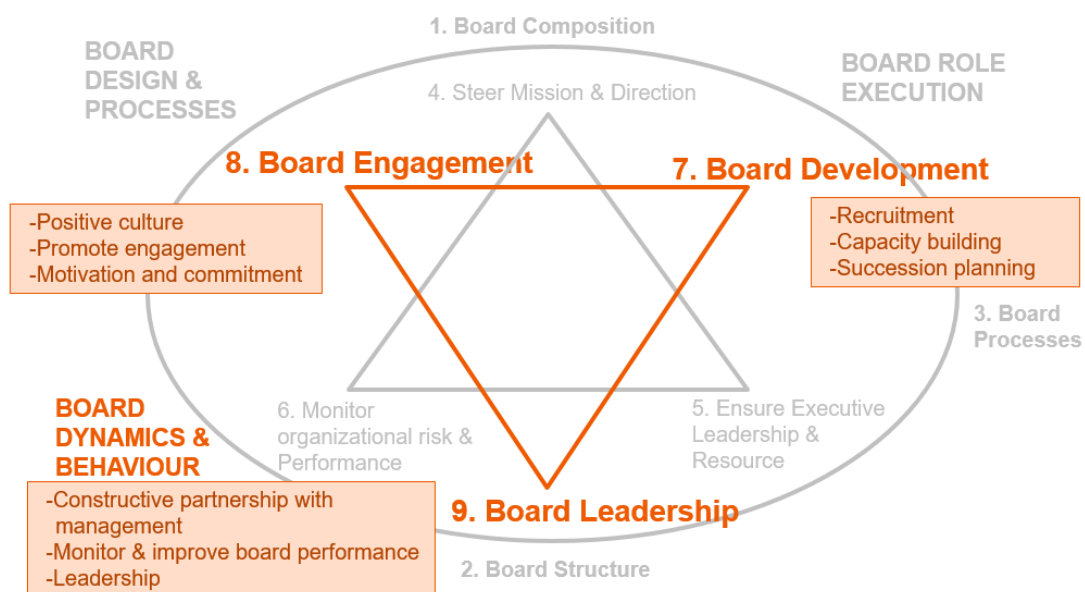 1. Board Composition
BOARD
DESIGN &
PROCESSES
BOARD ROLE
EXECUTION
4. Steer Mission & Direction
8. Board Engagement
7. Board Development
-Positive culture
-Promote engagement
-Motivation and commitment
-Recruitment
-Capacity building
-Succession planning
3. Board
Processes
BOARD
DYNAMICS &
BEHAVIOUR
6. Monitor
organizational risk &
Performance
5. Ensure Executive
Leadership &
Resource
-Constructive partnership with
management
-Monitor & improve board performance
-Leadership
9. Board Leadership
2. Board Structure